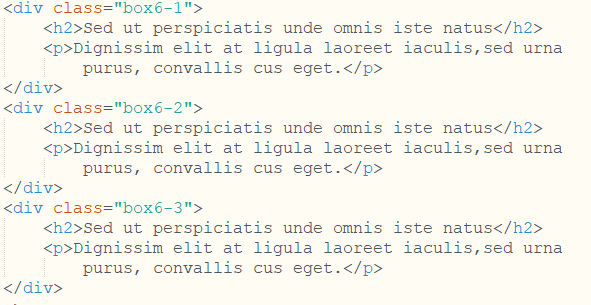 <div class="box6-1">
<h2>Sed ut perspiciatis unde omnis iste natus</h2>
<p>Dignissim elit at ligula laoreet iaculis,sed urna
purus, convallis cus eget.</p>
</div>
<div class="box6-2">
<h2>Sed ut perspiciatis unde omnis iste natus</h2>
<p>Dignissim elit at ligula laoreet iaculis,sed urna
purus, convallis cus eget.</p>
</div>
<div class="box6-3">
<h2>Sed ut perspiciatis unde omnis iste natus</h2>
<p>Dignissim elit at ligula laoreet iaculis,sed urna
purus, convallis cus eget.</p>
</div>